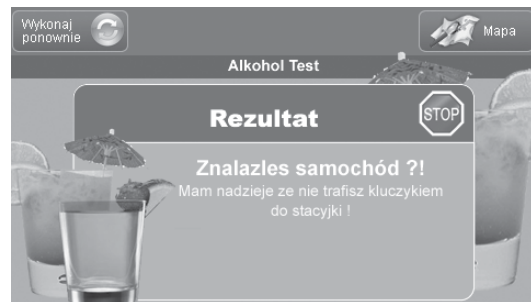 Wykonaj
ponownie
Mapa
Alkohol Test
Rezultat
STOP
Znalazles samochód ?!
Mam nadzieje ze nie trafisz kluczykiem
do stacyjki !